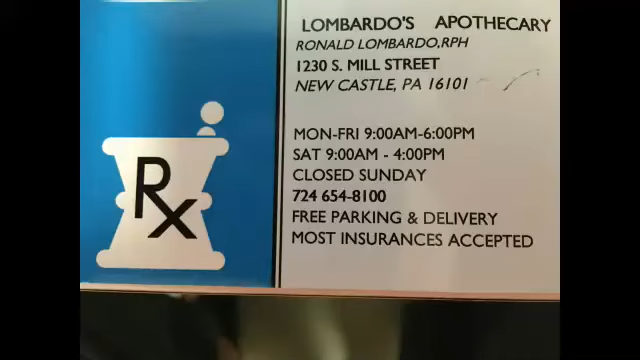 LOMBARDO'S APOTHECARY
RONALD LOMBARDO,RPH
1230 S. MILL STREET
NEW CASTLE, PA 16101
MON-FRI 9:00AM-6:00PM
SAT 9:00AM - 4:00PM
CLOSED SUNDAY
724 654-8100
FREE PARKING & DELIVERY
MOST INSURANCES ACCEPTED
Rx